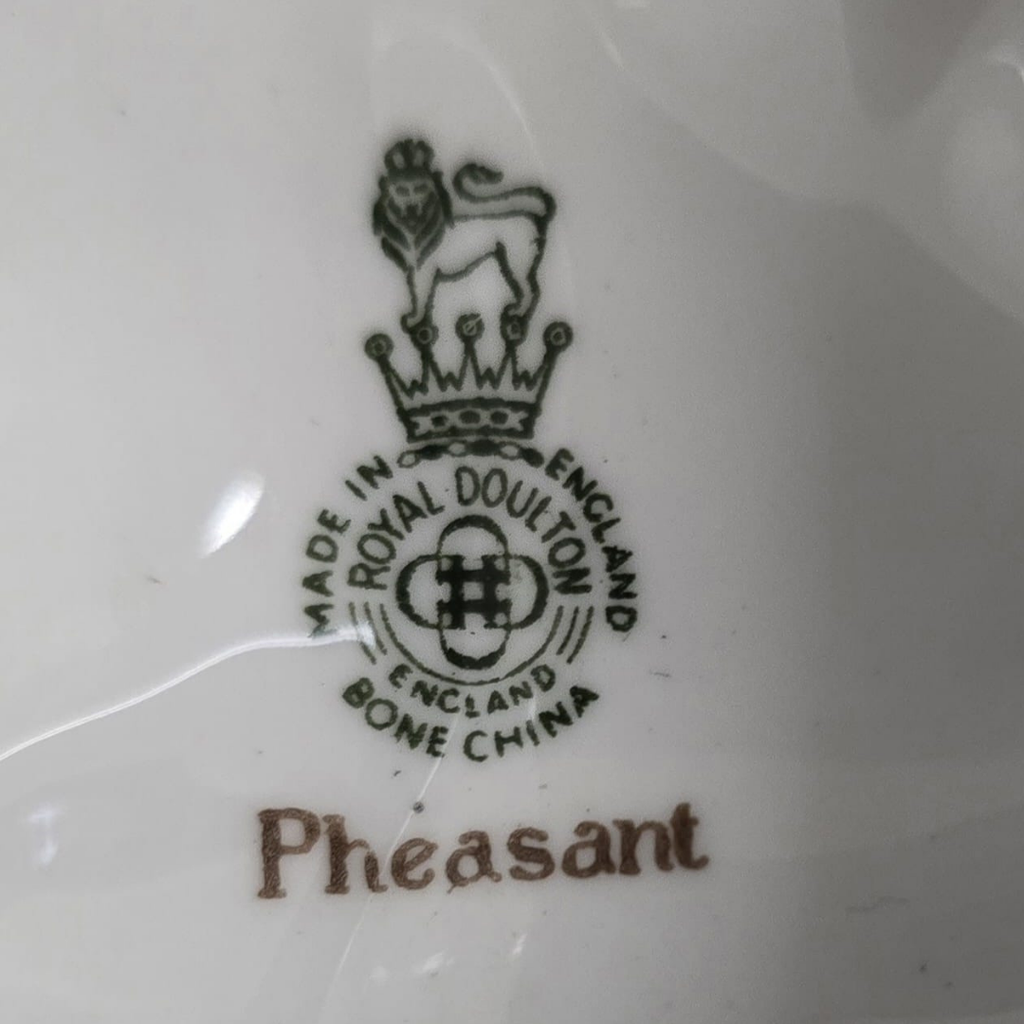 MADE IN ENGLAND
ROYAL DOULTON
ENGLAND
BONE CHINA
Pheasant